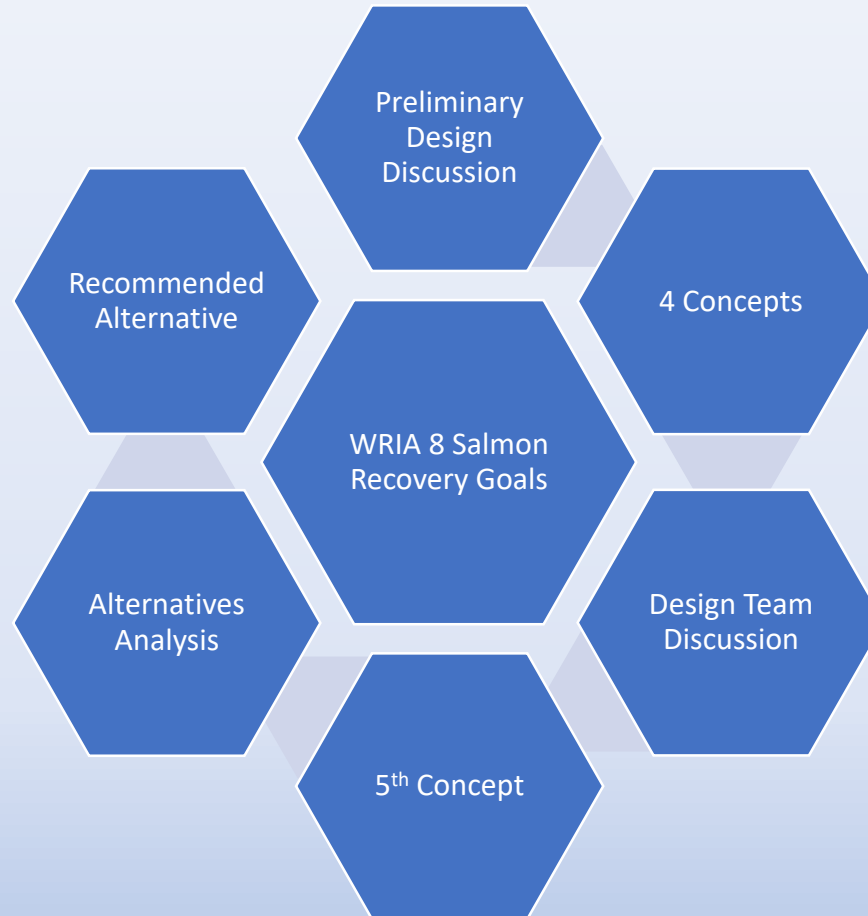 Preliminary
Design
Discussion
4 Concepts
Design Team
Discussion
5th Concept
Alternatives
Analysis
Recommended
Alternative
WRIA 8 Salmon
Recovery Goals